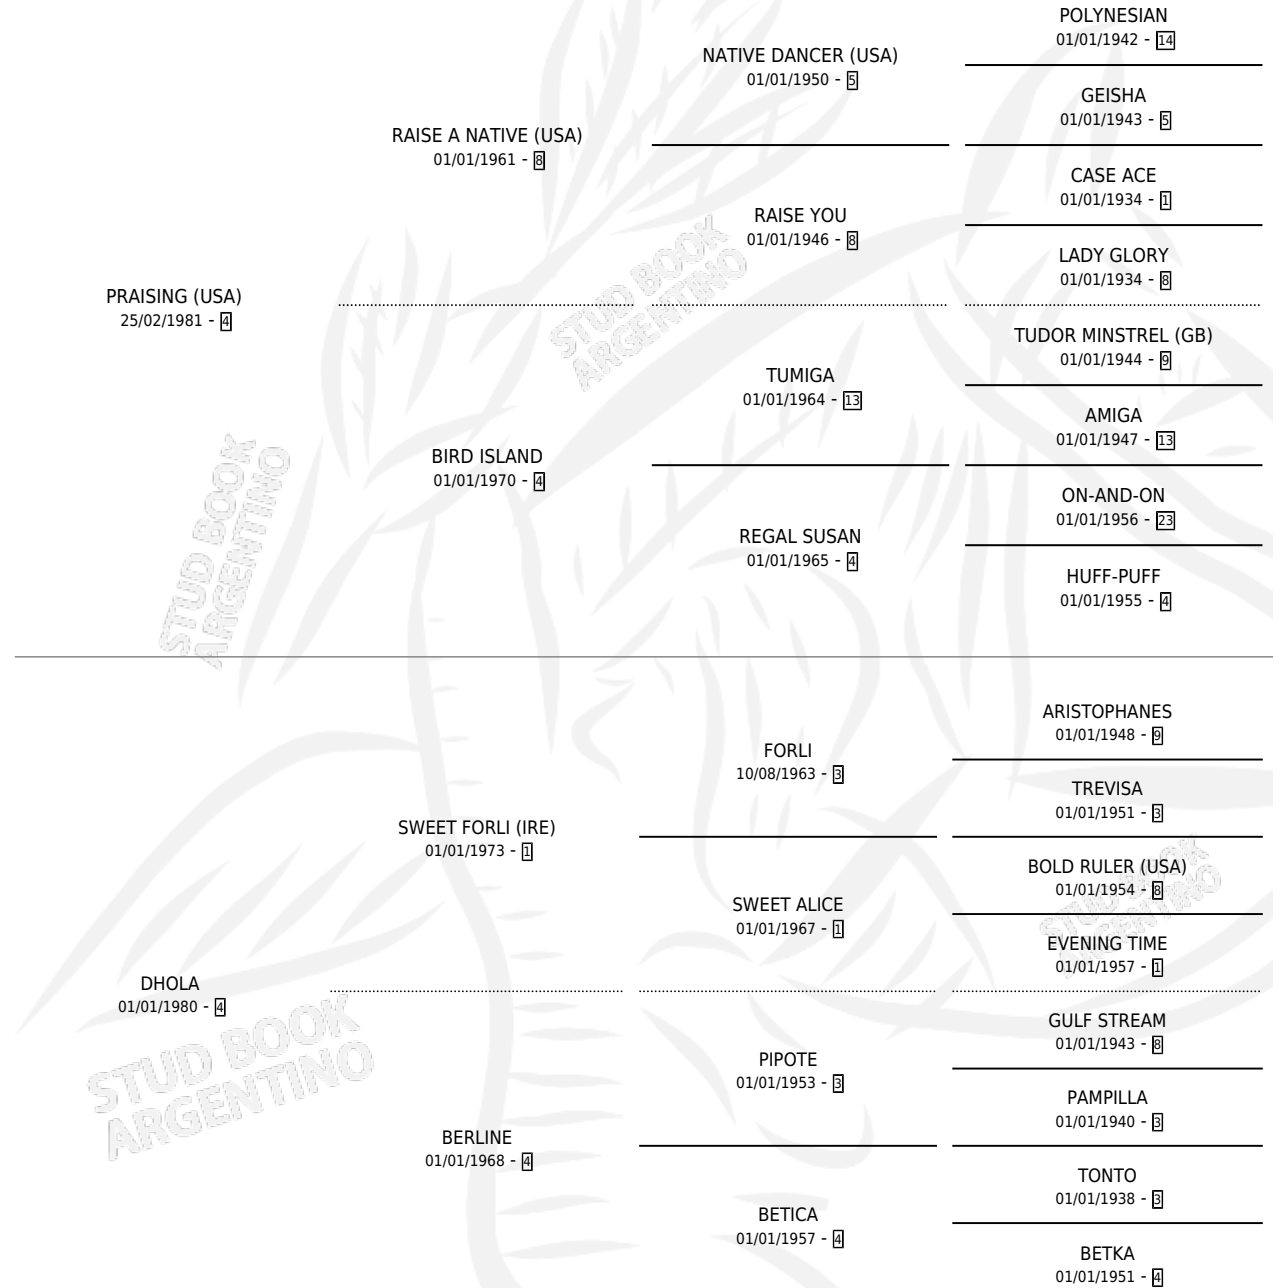 POLYNESIAN
01/01/1942 - 14
NATIVE DANCER (USA)
01/01/1950 - 5
GEISHA
01/01/1943 - 5
RAISE A NATIVE (USA)
01/01/1961 - 8
CASE ACE
01/01/1934 - 1
RAISE YOU
01/01/1946 - 8
LADY GLORY
01/01/1934 - 8
PRAISING (USA)
25/02/1981 - 4
STUD BOOK
ARGENTINO
TUDOR MINSTREL (GB)
01/01/1944 - 9
TUMIGA
01/01/1964 - 13
AMIGA
01/01/1947 - 13
BIRD ISLAND
01/01/1970 - 4
ON-AND-ON
01/01/1956 - 23
REGAL SUSAN
01/01/1965 - 4
HUFF-PUFF
01/01/1955 - 4
STUD BOOK
ARGENTINO
ARISTOPHANES
01/01/1948 - 9
FORLI
10/08/1963 - 3
TREVISA
01/01/1951 - 3
SWEET FORLI (IRE)
01/01/1973 - 1
BOLD RULER (USA)
01/01/1954 - 8
SWEET ALICE
01/01/1967 - 1
STUD BOOK
ARGENTINO
EVENING TIME
01/01/1957 - 1
DHOLA
01/01/1980 - 4
GULF STREAM
01/01/1943 - 8
PIPOTE
01/01/1953 - 3
PAMPILLA
01/01/1940 - 3
STUD BOOK
ARGENTINO
BERLINE
01/01/1968 - 4
TONTO
01/01/1938 - 3
BETICA
01/01/1957 - 4
BETKA
01/01/1951 - 4